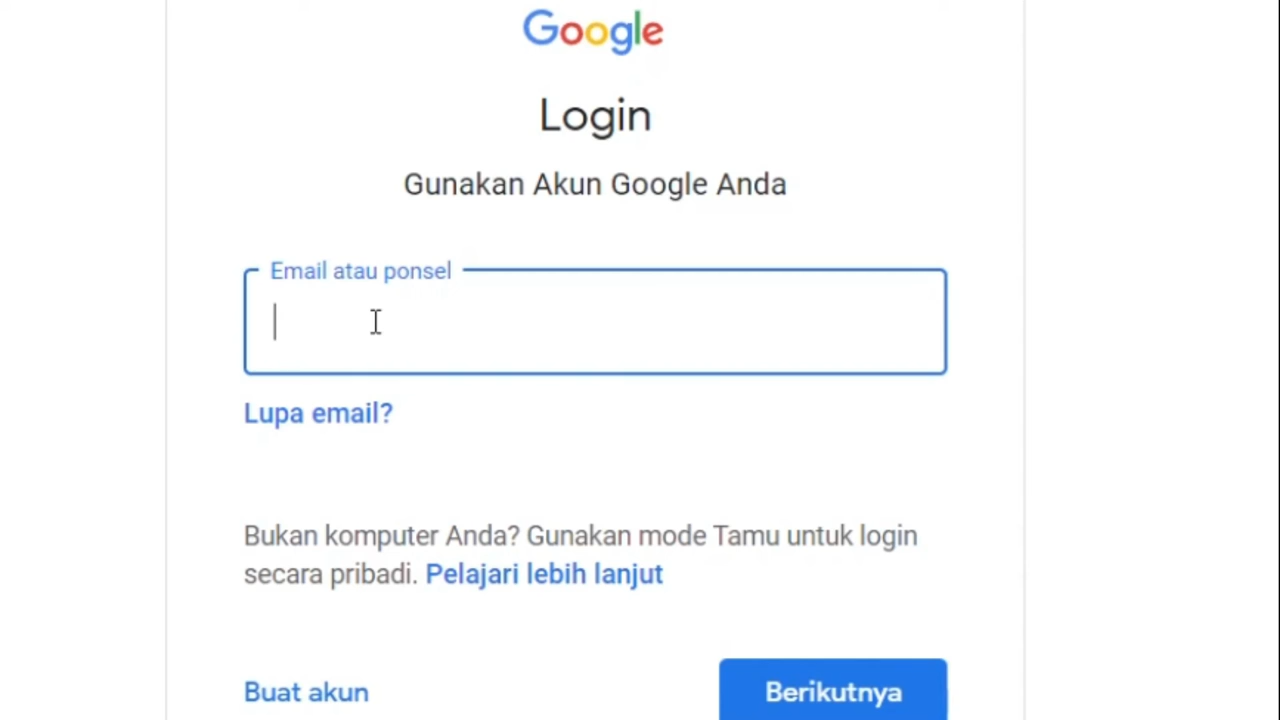 Google
Login
Gunakan Akun Google Anda
Email atau ponsel
Lupa email?
Bukan komputer Anda? Gunakan mode Tamu untuk login
secara pribadi. Pelajari lebih lanjut
Buat akun
Berikutnya